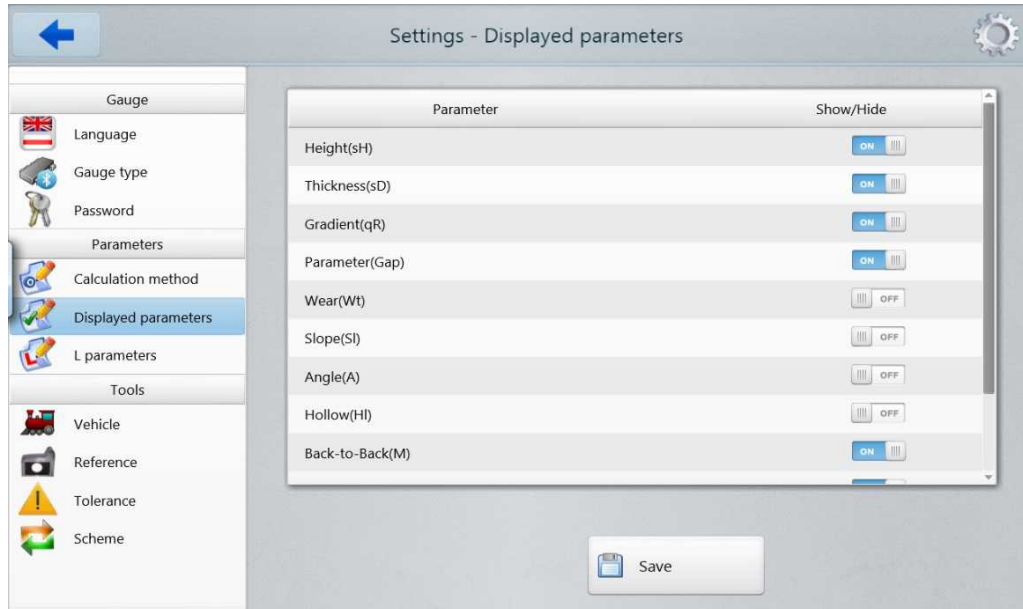 Settings - Displayed parameters
Gauge
Language
Gauge type
Password
Parameters
Calculation method
Displayed parameters
L parameters
Tools
Vehicle
Reference
Tolerance
Scheme
Parameter Show/Hide
Height(sH) ON
Thickness(sD) ON
Gradient(qR) ON
Parameter(Gap) ON
Wear(Wt) OFF
Slope(Sl) OFF
Angle(A) OFF
Hollow(Hl) OFF
Back-to-Back(M) ON
Save